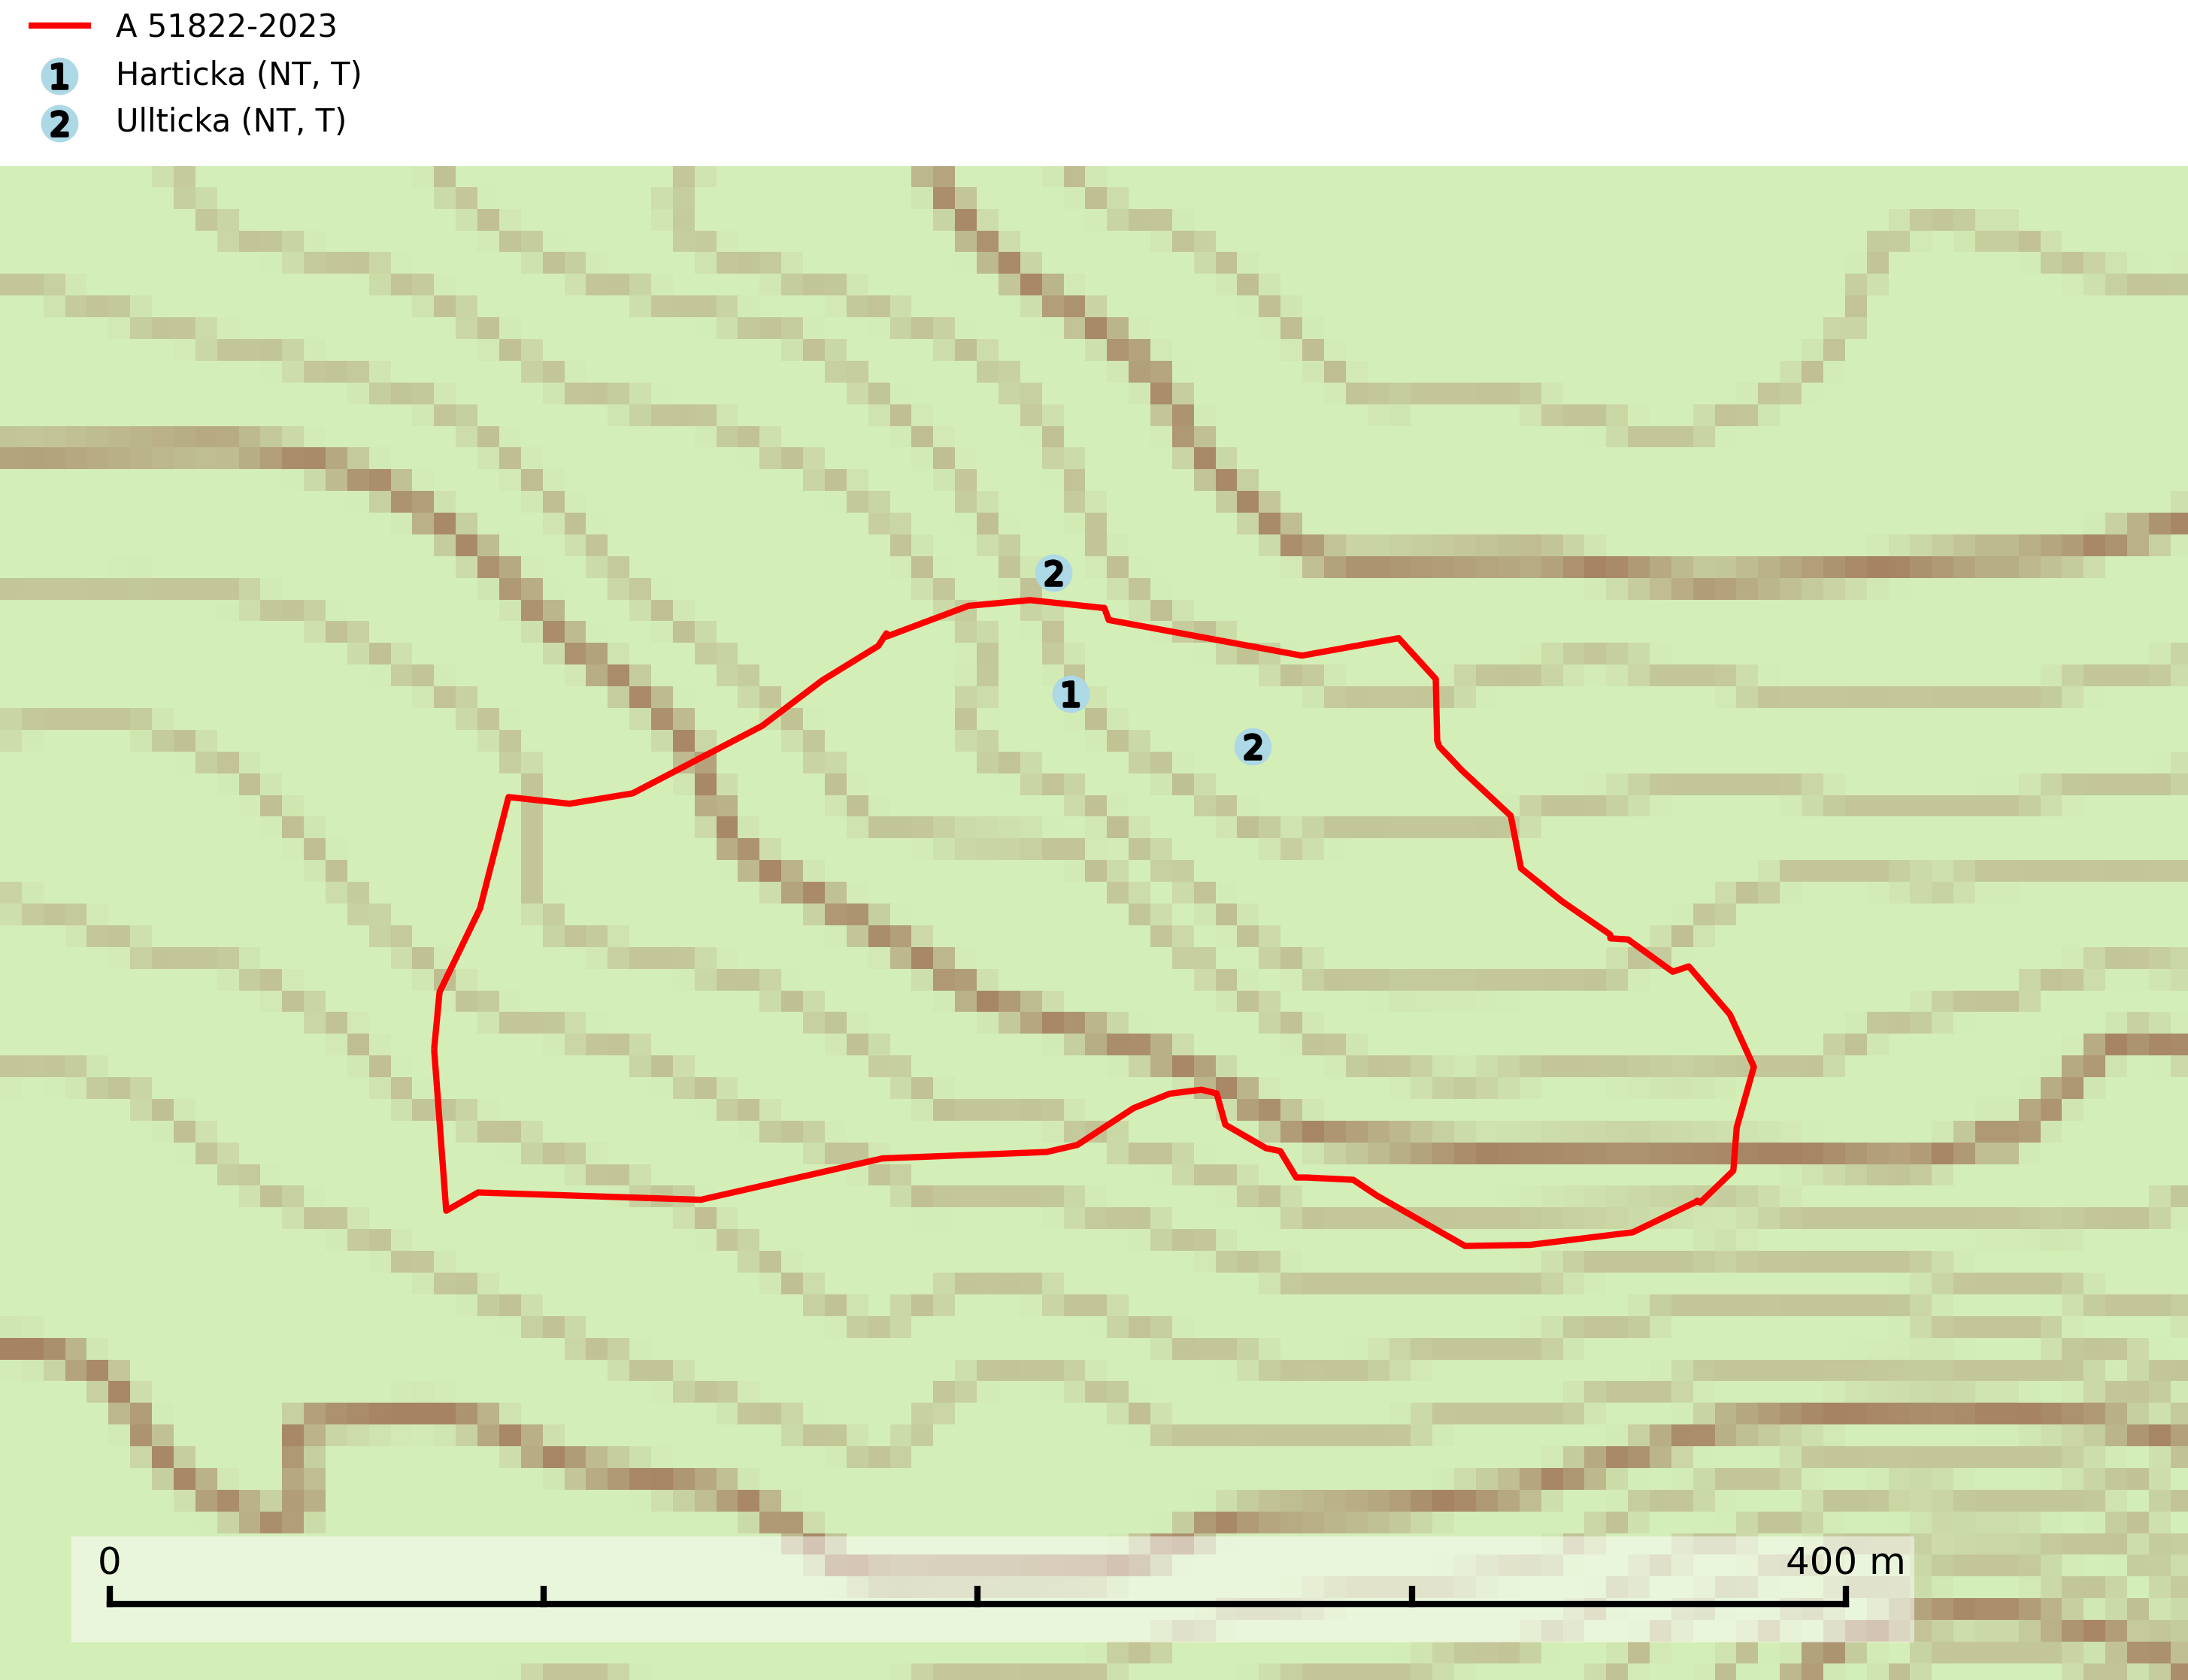 A 51822-2023
1 Harticka (NT, T)
2 Ullticka (NT, T)
2
1
2
0 400 m